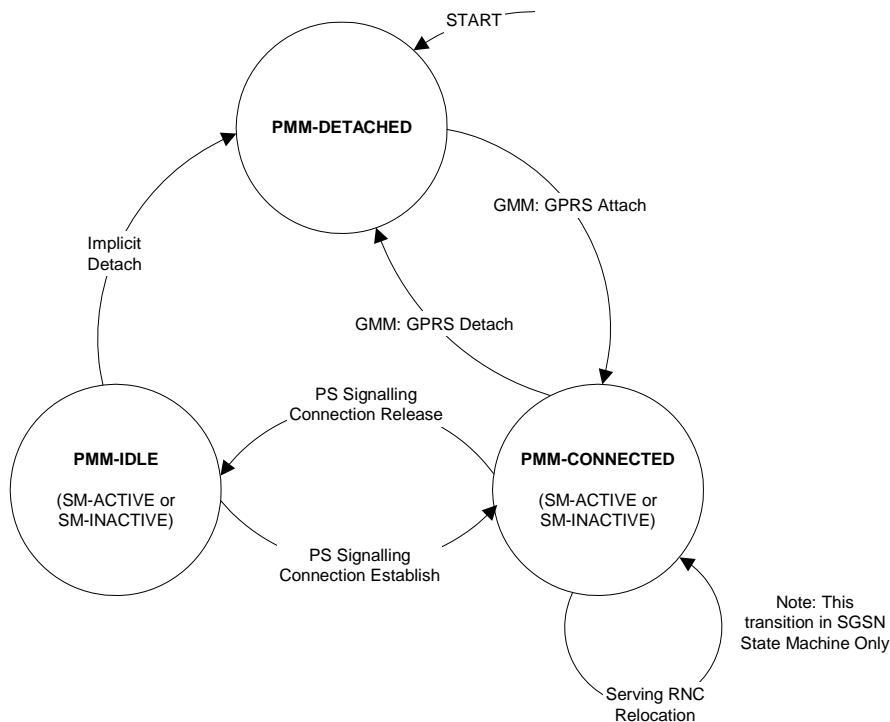 START
PMM-DETACHED
GMM: GPRS Attach
Implicit
Detach
GMM: GPRS Detach
PS Signalling
Connection Release
PMM-IDLE
(SM-ACTIVE or
SM-INACTIVE)
PMM-CONNECTED
(SM-ACTIVE or
SM-INACTIVE)
PS Signalling
Connection Establish
Note: This
transition in SGSN
State Machine Only
Serving RNC
Relocation